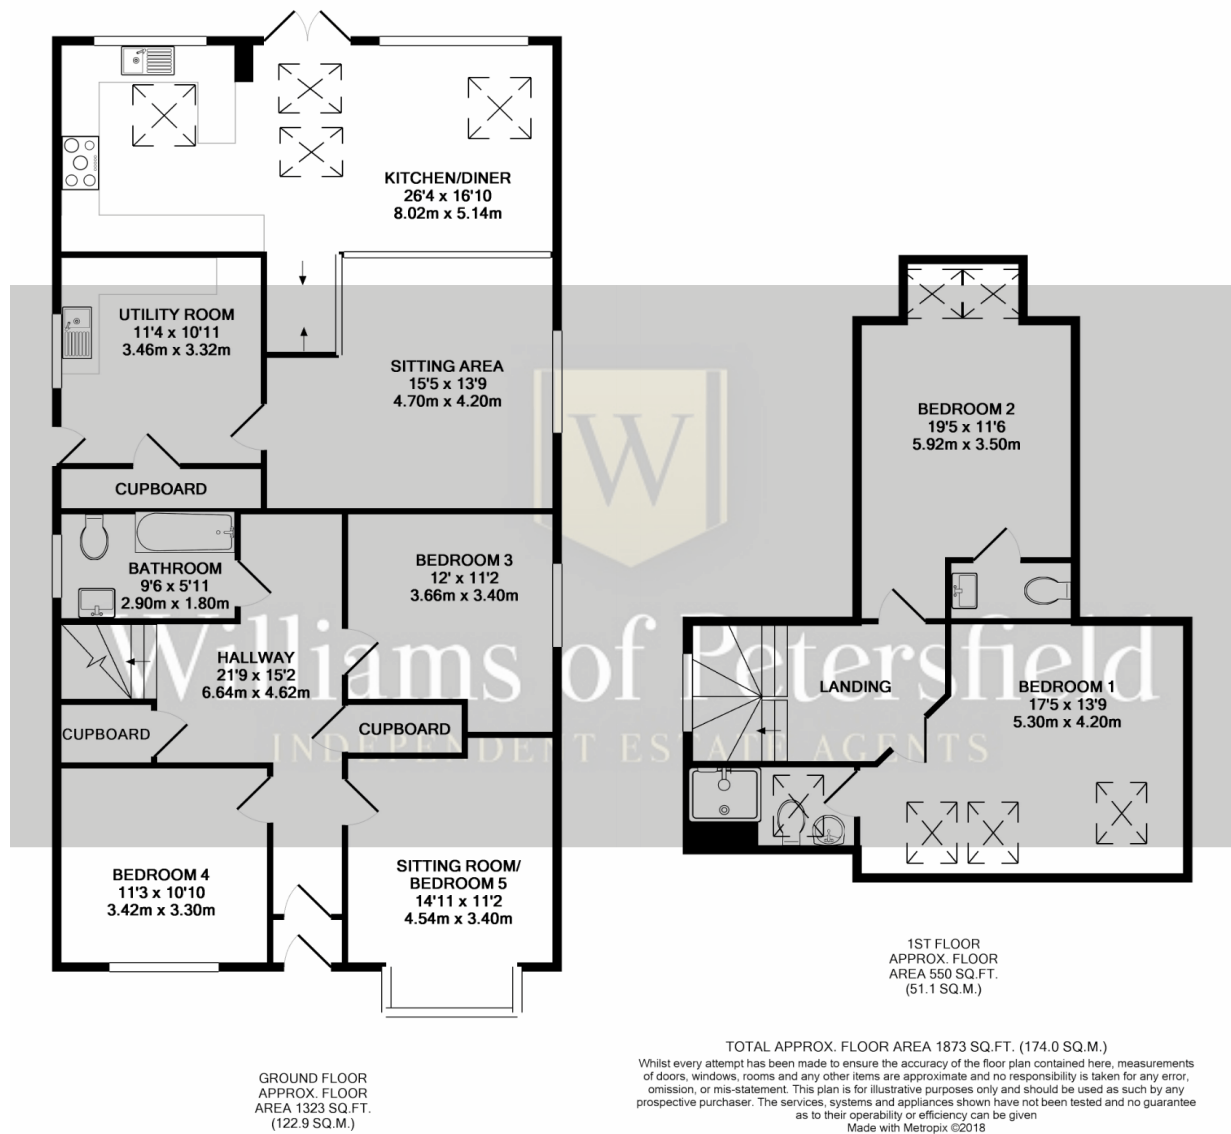 KITCHEN/DINER
26'4 x 16'10
8.02m x 5.14m
UTILITY ROOM
11'4 x 10'11
3.46m x 3.32m
SITTING AREA
15'5 x 13'9
4.70m x 4.20m
CUPBOARD
BATHROOM
9'6 x 5'11
2.90m x 1.80m
BEDROOM 3
12' x 11'2
3.66m x 3.40m
HALLWAY
21'9 x 15'2
6.64m x 4.62m
CUPBOARD
CUPBOARD
BEDROOM 4
11'3 x 10'10
3.42m x 3.30m
SITTING ROOM/
BEDROOM 5
14'11 x 11'2
4.54m x 3.40m
BEDROOM 2
19'5 x 11'6
5.92m x 3.50m
LANDING
BEDROOM 1
17'5 x 13'9
5.30m x 4.20m
W
Williams of Petersfield
INDEPENDENT ESTATE AGENTS
GROUND FLOOR
APPROX. FLOOR
AREA 1323 SQ.FT.
(122.9 SQ.M.)
1ST FLOOR
APPROX. FLOOR
AREA 550 SQ.FT.
(51.1 SQ.M.)
TOTAL APPROX. FLOOR AREA 1873 SQ.FT. (174.0 SQ.M.)
Whilst every attempt has been made to ensure the accuracy of the floor plan contained here, measurements
of doors, windows, rooms and any other items are approximate and no responsibility is taken for any error,
omission, or mis-statement. This plan is for illustrative purposes only and should be used as such by any
prospective purchaser. The services, systems and appliances shown have not been tested and no guarantee
as to their operability or efficiency can be given
Made with Metropix ©2018